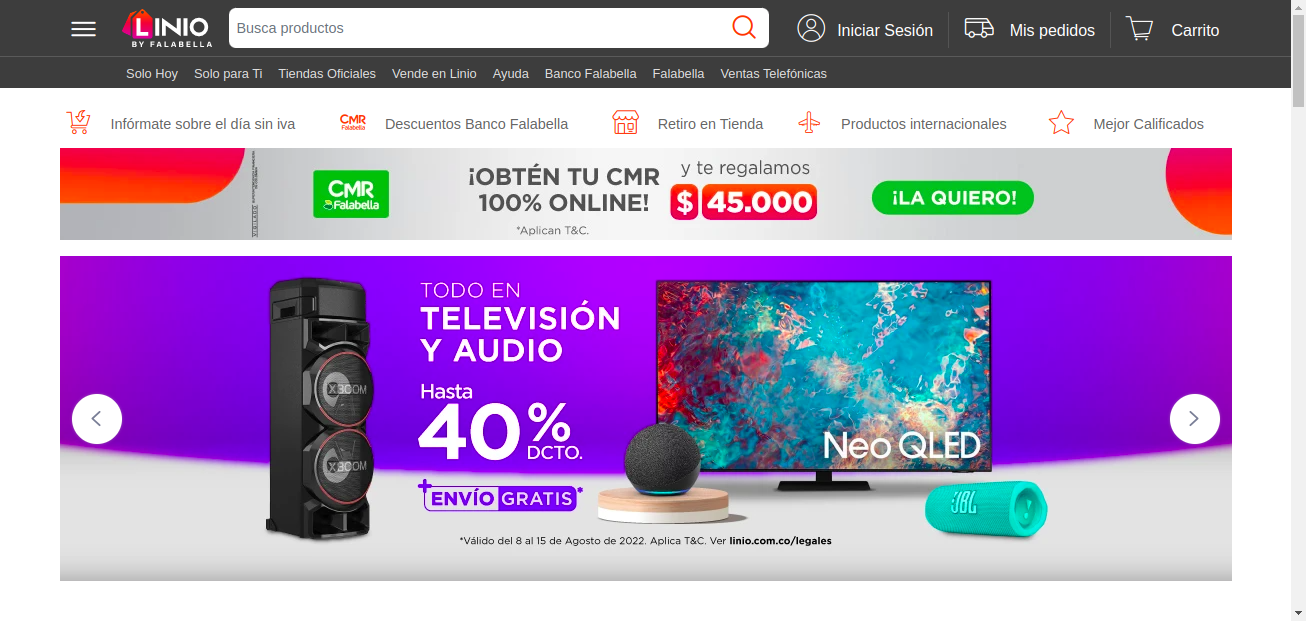 LINIO
BY FALABELLA
Busca productos
Iniciar Sesión
Mis pedidos
Carrito
Solo Hoy
Solo para Ti
Tiendas Oficiales
Vende en Linio
Ayuda
Banco Falabella
Falabella
Ventas Telefónicas
Infórmate sobre el día sin iva
CMR
Falabella
Descuentos Banco Falabella
Retiro en Tienda
Productos internacionales
Mejor Calificados
VIGILADO
CMR
Falabella
¡OBTÉN TU CMR
100% ONLINE!
*Aplican T&C.
y te regalamos
$ 45.000
¡LA QUIERO!
TODO EN
TELEVISIÓN
Y AUDIO
Hasta
40%
DCTO.
+ENVÍO GRATIS*
XBOOM
XBOOM
Neo QLED
JBL
*Válido del 8 al 15 de Agosto de 2022. Aplica T&C. Ver linio.com.co/legales